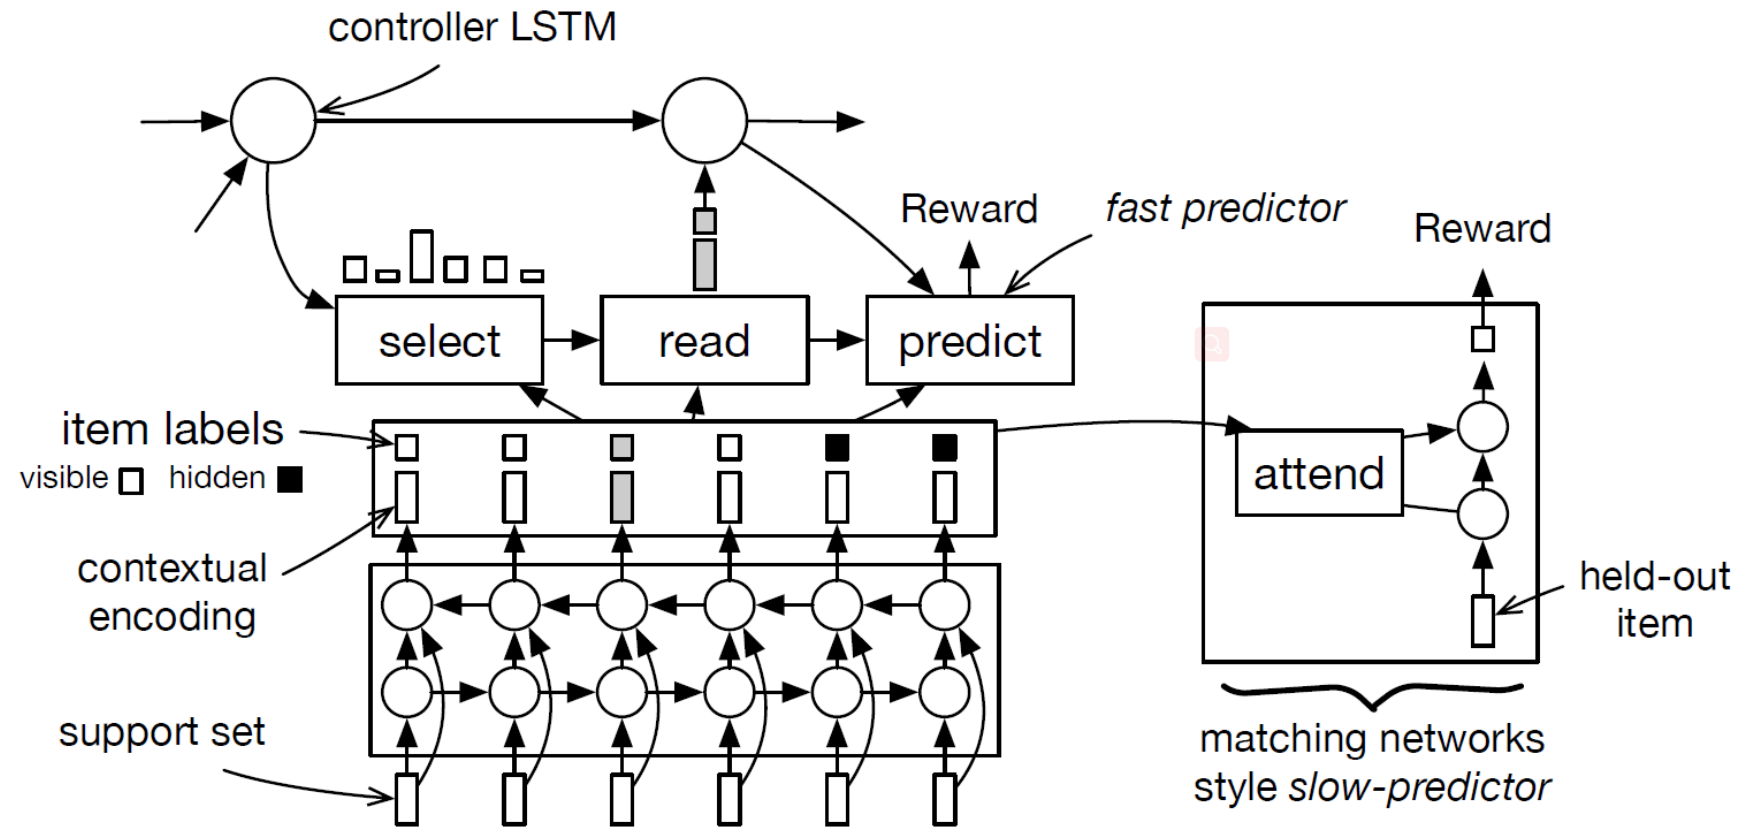 controller LSTM
Reward
fast predictor
Reward
select
read
predict
item labels
visible
hidden
attend
contextual
encoding
held-out
item
support set
matching networks
style slow-predictor